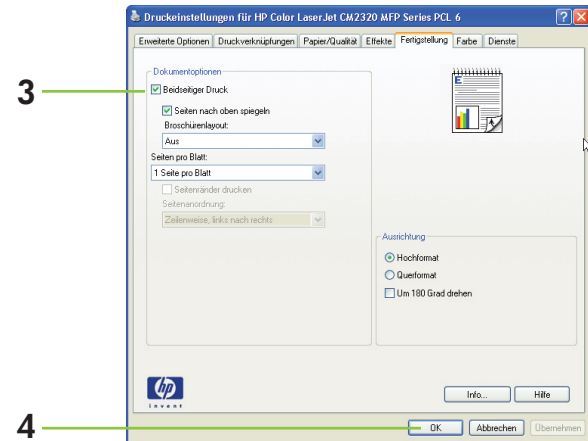 Druckeinstellungen für HP Color LaserJet CM2320 MFP Series PCL 6
Erweiterte Optionen Druckverknüpfungen Papier/Qualität Effekte Fertigstellung Farbe Dienste
Dokumentoptionen
3
Beidseitiger Druck
Seiten nach oben spiegeln
Broschürenlayout:
Aus
Seiten pro Blatt:
1 Seite pro Blatt
Seitenränder drucken
Seitenanordnung:
Zeilenweise, links nach rechts
E
Ausrichtung
Hochformat
Querformat
Um 180 Grad drehen
hp
invent
Info... Hilfe
4
OK Abbrechen Übernehmen